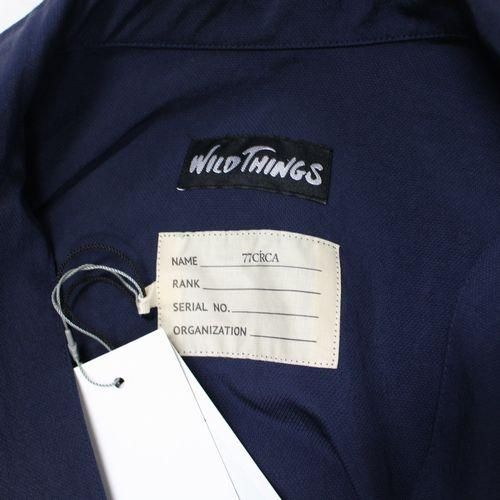 WILD THINGS
NAME 77CIRCA
RANK
SERIAL NO.
ORGANIZATION